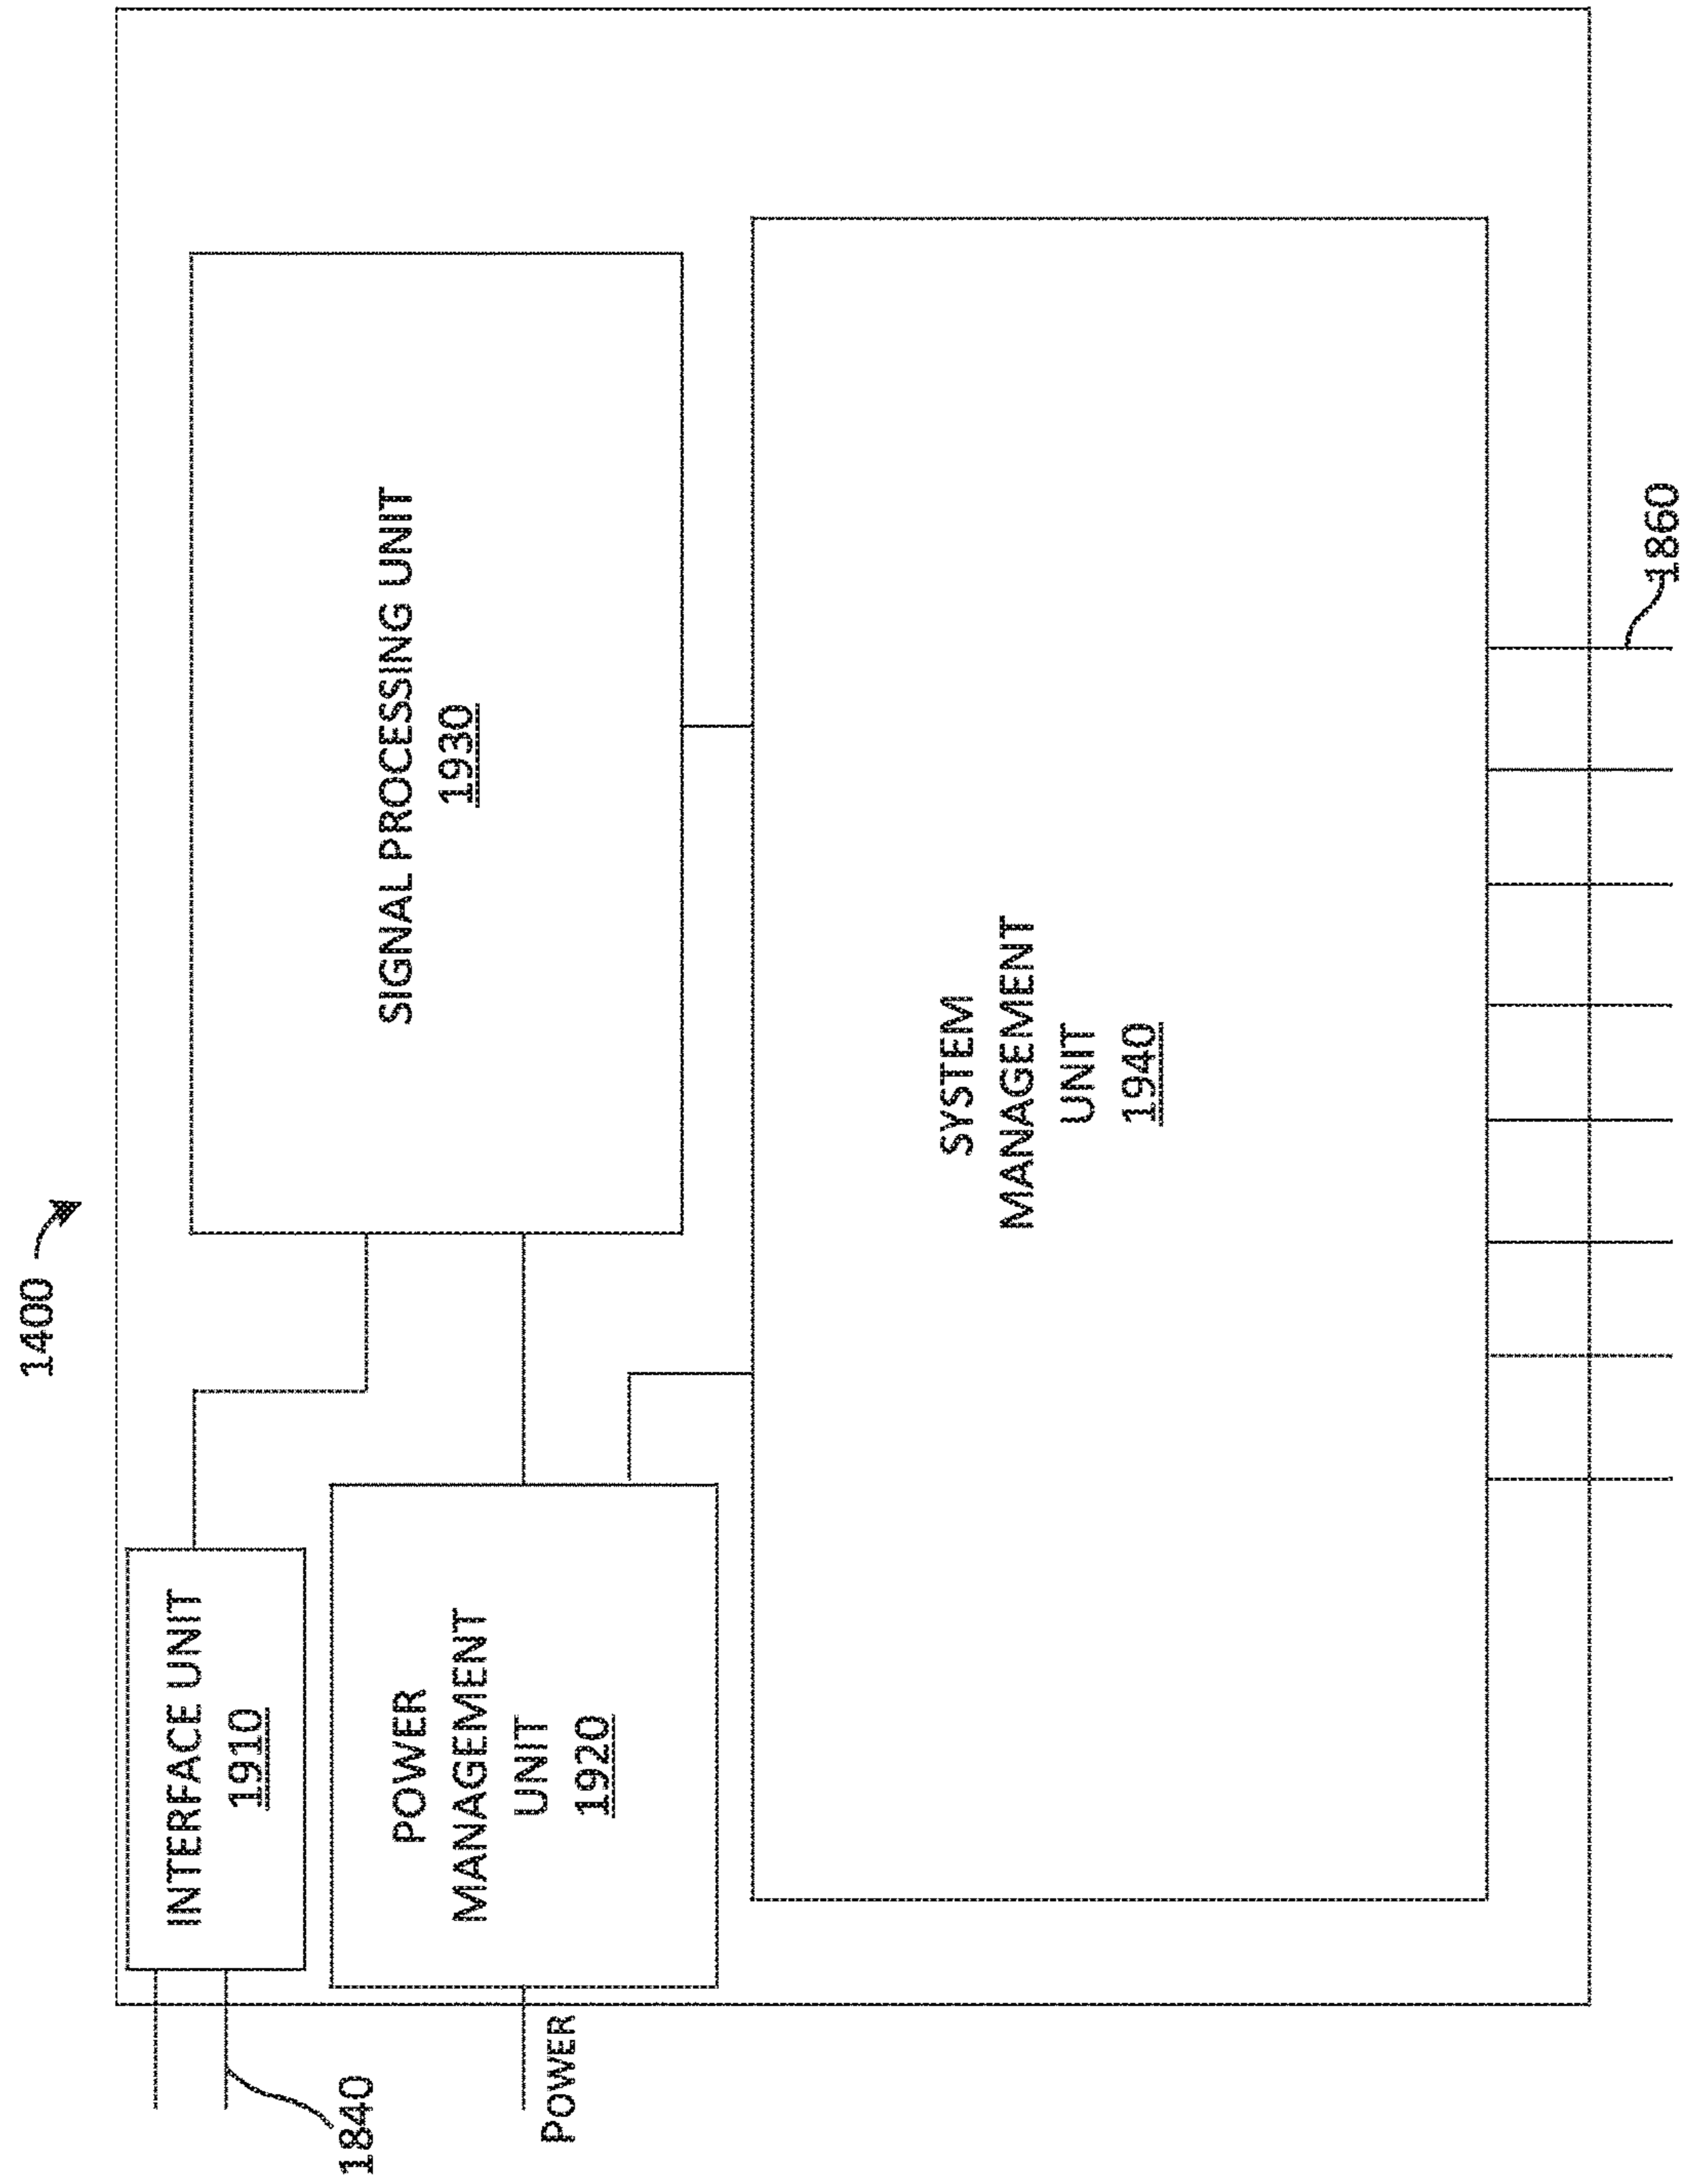 1400
INTERFACE UNIT
1910
SIGNAL PROCESSING UNIT
1930
1840
POWER
MANAGEMENT
UNIT
1920
POWER
SYSTEM
MANAGEMENT
UNIT
1940
1860